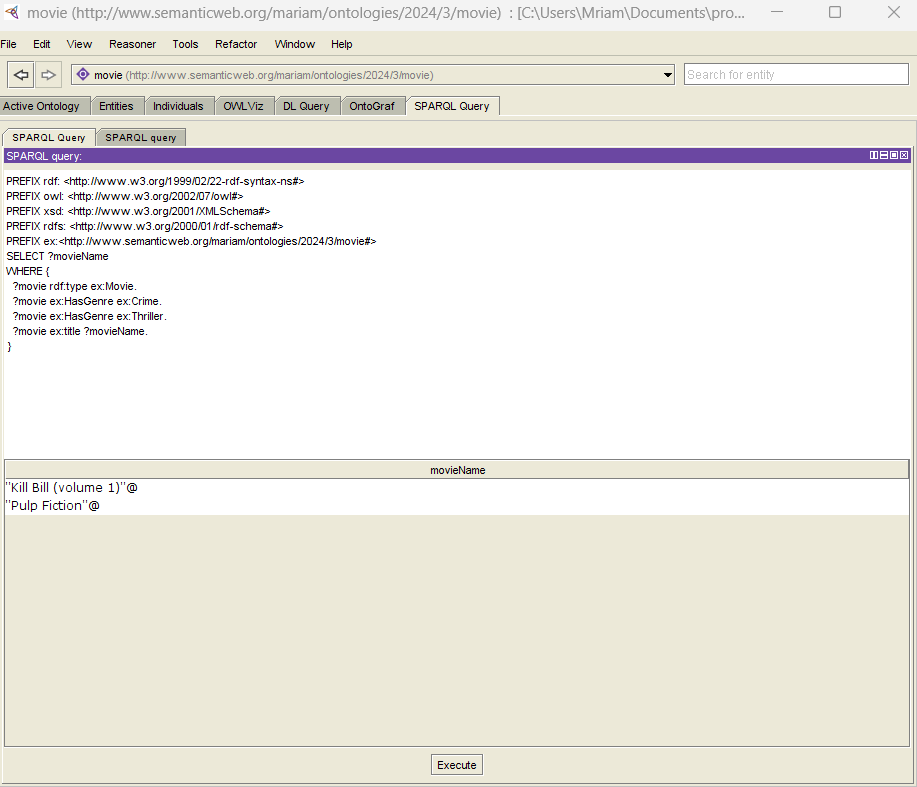 movie (http://www.semanticweb.org/mariam/ontologies/2024/3/movie) : [C:\Users\Mriam\Documents\pro...
File Edit View Reasoner Tools Refactor Window Help
movie (http://www.semanticweb.org/mariam/ontologies/2024/3/movie) Search for entity
Active Ontology Entities Individuals OWLViz DL Query OntoGraf SPARQL Query
SPARQL Query SPARQL query
SPARQL query:
PREFIX rdf: <http://www.w3.org/1999/02/22-rdf-syntax-ns#>
PREFIX owl: <http://www.w3.org/2002/07/owl#>
PREFIX xsd: <http://www.w3.org/2001/XMLSchema#>
PREFIX rdfs: <http://www.w3.org/2000/01/rdf-schema#>
PREFIX ex:<http://www.semanticweb.org/mariam/ontologies/2024/3/movie#>
SELECT ?movieName
WHERE {
?movie rdf:type ex:Movie.
?movie ex:HasGenre ex:Crime.
?movie ex:HasGenre ex:Thriller.
?movie ex:title ?movieName.
}
movieName
"Kill Bill (volume 1)"@
"Pulp Fiction"@
Execute